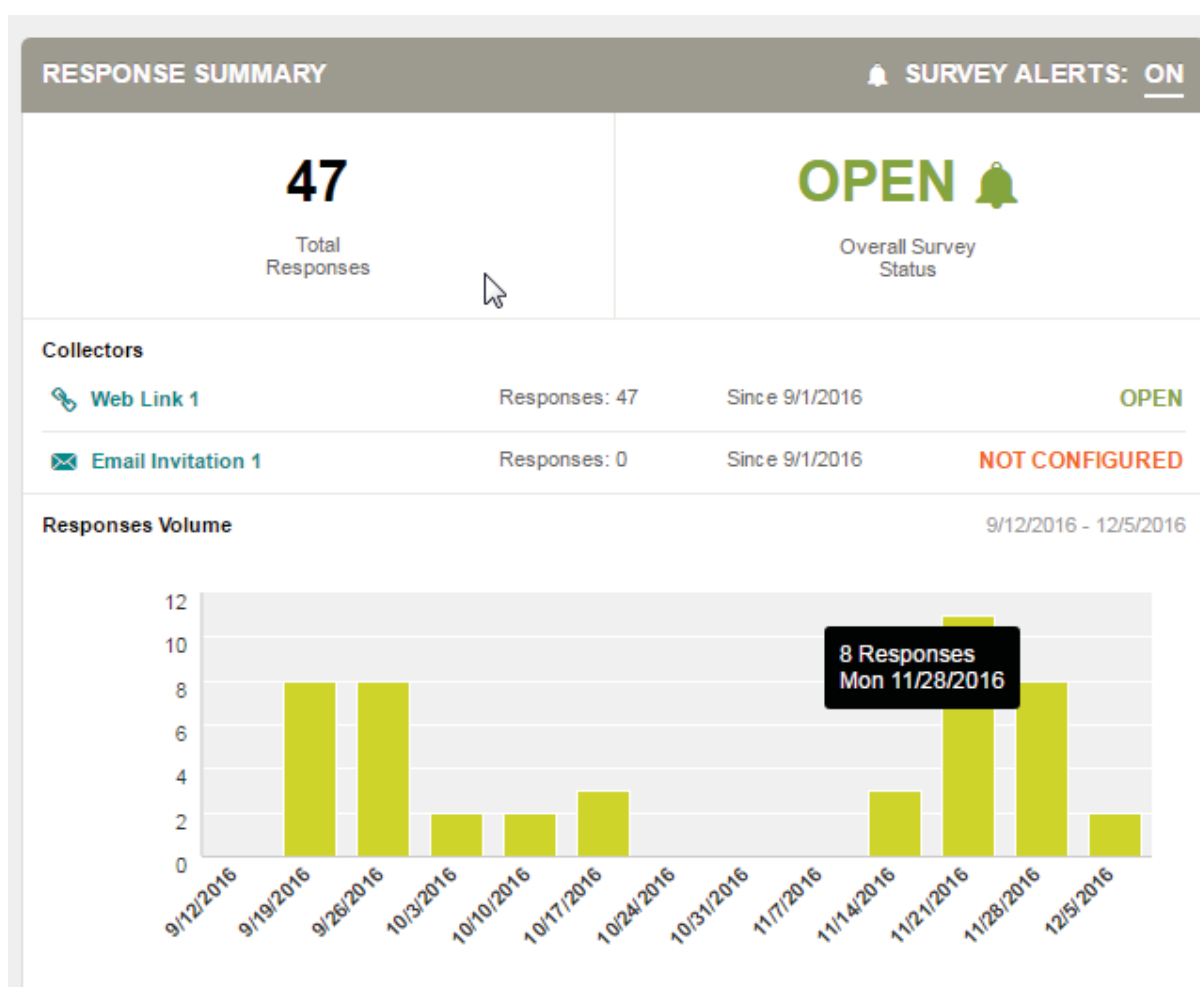 RESPONSE SUMMARY
SURVEY ALERTS: ON
47
Total
Responses
OPEN
Overall Survey
Status
Collectors
Web Link 1 Responses: 47 Since 9/1/2016 OPEN
Email Invitation 1 Responses: 0 Since 9/1/2016 NOT CONFIGURED
Responses Volume 9/12/2016 - 12/5/2016
12
10
8
6
4
2
0
8 Responses
Mon 11/28/2016
9/12/2016 9/19/2016 9/26/2016 10/3/2016 10/10/2016 10/17/2016 10/24/2016 10/31/2016 11/7/2016 11/14/2016 11/21/2016 11/28/2016 12/5/2016